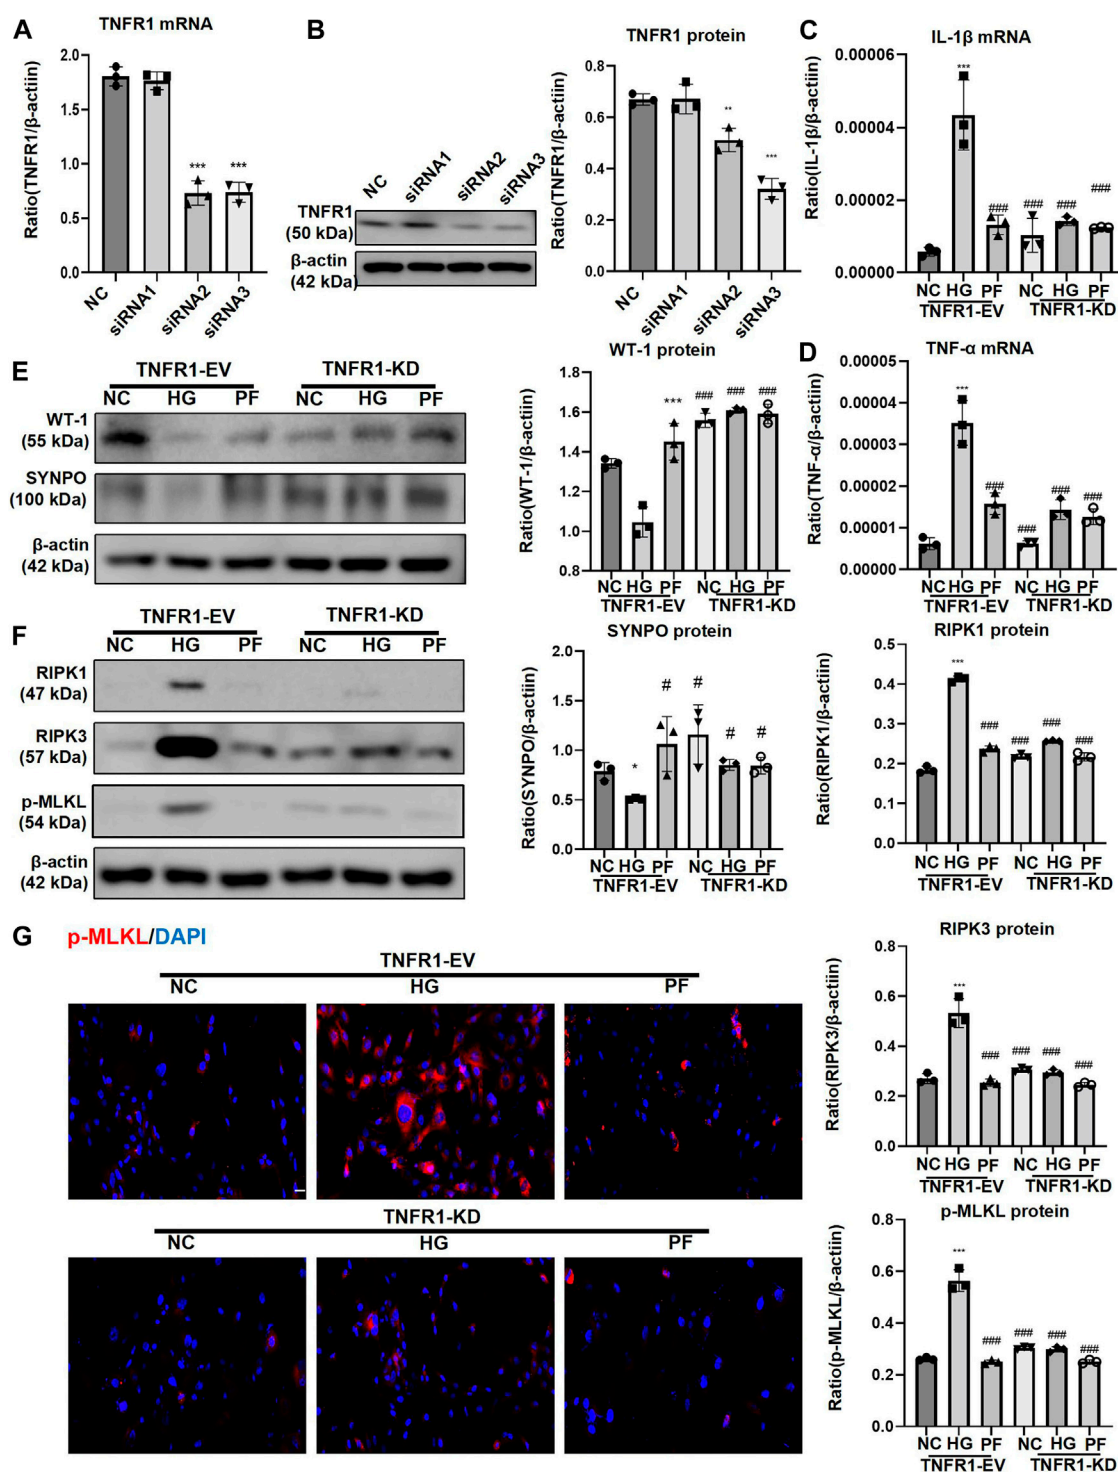 A
TNFR1 mRNA
Ratio(TNFR1/β-actiin)
2.0
1.5
1.0
0.5
0.0
***
***
NC
siRNA1
siRNA2
siRNA3
B
NC
siRNA1
siRNA2
siRNA3
TNFR1
(50 kDa)
β-actin
(42 kDa)
TNFR1 protein
Ratio(TNFR1/β-actiin)
0.8
0.6
0.4
0.2
0.0
**
***
NC
siRNA1
siRNA2
siRNA3
C
IL-1β mRNA
Ratio(IL-1β/β-actiin)
0.00006
0.00004
0.00002
0.00000
***
###
###
###
###
NC HG PF NC HG PF
TNFR1-EV TNFR1-KD
D
TNF-α mRNA
Ratio(TNF-α/β-actiin)
0.00005
0.00004
0.00003
0.00002
0.00001
0.00000
***
###
###
###
###
NC HG PF NC HG PF
TNFR1-EV TNFR1-KD
E
TNFR1-EV TNFR1-KD
NC HG PF NC HG PF
WT-1
(55 kDa)
SYNPO
(100 kDa)
β-actin
(42 kDa)
WT-1 protein
Ratio(WT-1/β-actiin)
1.8
1.6
1.4
1.2
1.0
0.8
***
###
###
###
NC HG PF NC HG PF
TNFR1-EV TNFR1-KD
SYNPO protein
Ratio(SYNPO/β-actiin)
2.0
1.5
1.0
0.5
0.0
*
#
#
#
#
NC HG PF NC HG PF
TNFR1-EV TNFR1-KD
F
TNFR1-EV TNFR1-KD
NC HG PF NC HG PF
RIPK1
(47 kDa)
RIPK3
(57 kDa)
p-MLKL
(54 kDa)
β-actin
(42 kDa)
RIPK1 protein
Ratio(RIPK1/β-actiin)
0.5
0.4
0.3
0.2
0.1
0.0
***
###
###
###
###
NC HG PF NC HG PF
TNFR1-EV TNFR1-KD
RIPK3 protein
Ratio(RIPK3/β-actiin)
0.8
0.6
0.4
0.2
0.0
***
###
###
###
###
NC HG PF NC HG PF
TNFR1-EV TNFR1-KD
p-MLKL protein
Ratio(p-MLKL/β-actiin)
0.8
0.6
0.4
0.2
0.0
***
###
###
###
###
NC HG PF NC HG PF
TNFR1-EV TNFR1-KD
G
p-MLKL/DAPI
TNFR1-EV
NC HG PF
TNFR1-KD
NC HG PF